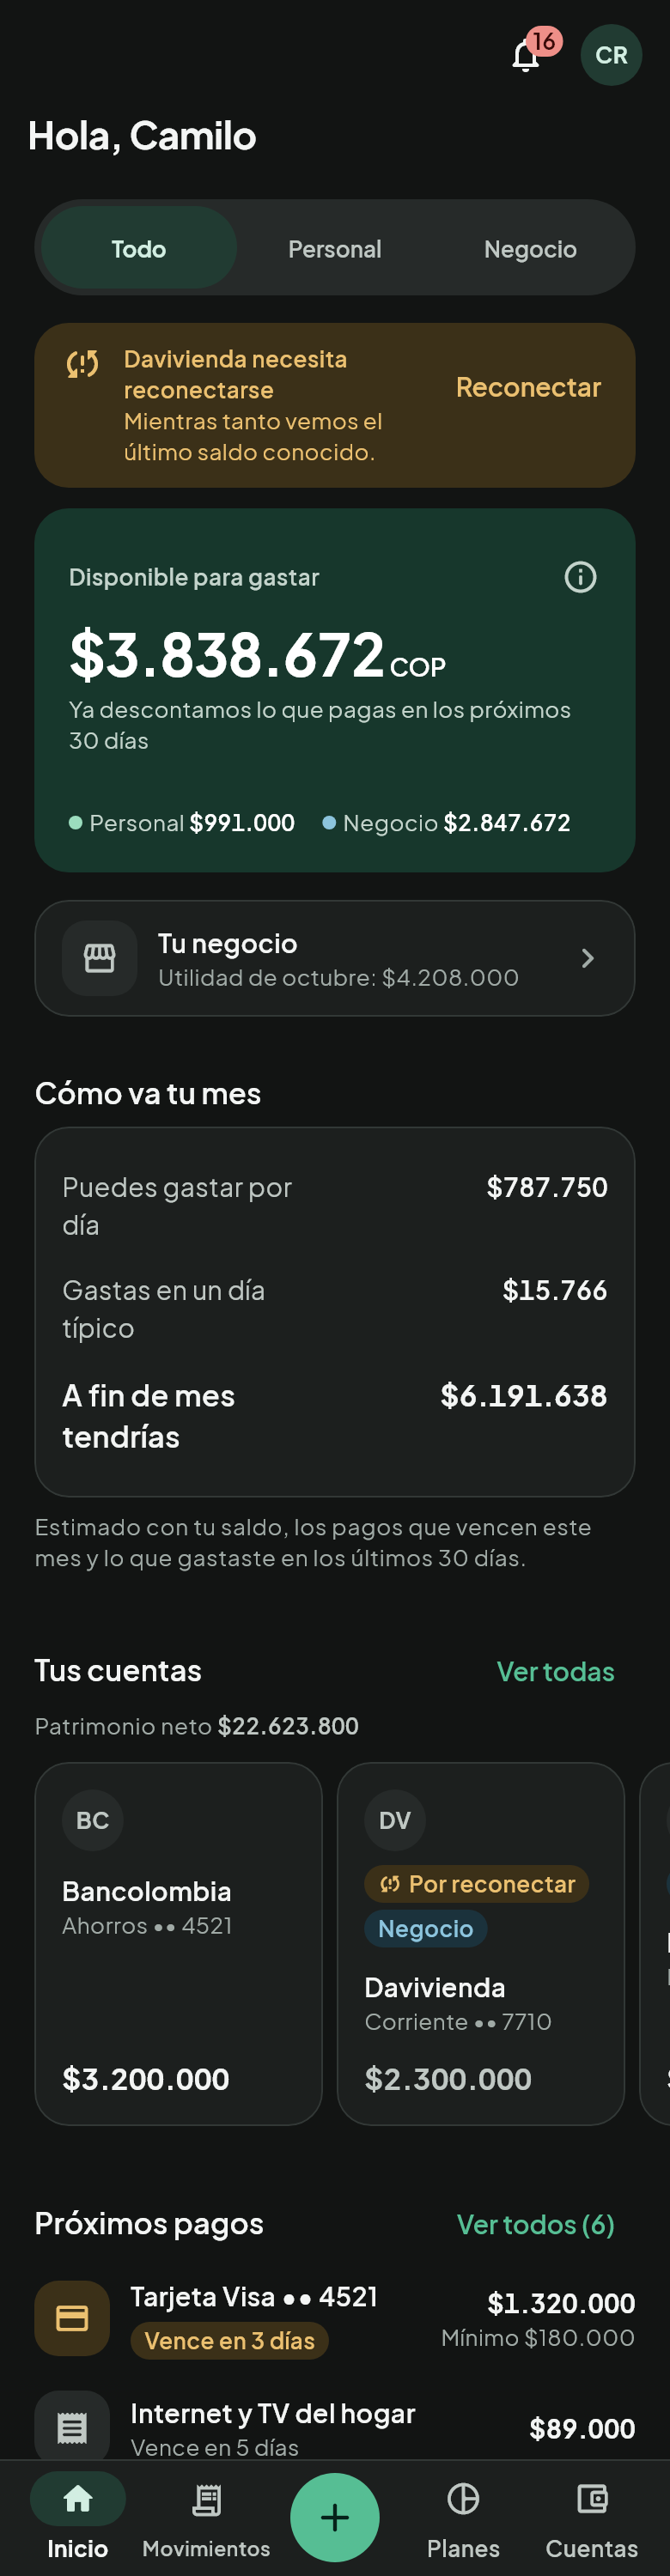 16
CR
Hola, Camilo
Todo
Personal
Negocio
Davivienda necesita
reconectarse
Mientras tanto vemos el
último saldo conocido.
Reconectar
Disponible para gastar
$3.838.672 COP
Ya descontamos lo que pagas en los próximos
30 días
Personal $991.000
Negocio $2.847.672
Tu negocio
Utilidad de octubre: $4.208.000
Cómo va tu mes
Puedes gastar por
día
$787.750
Gastas en un día
típico
$15.766
A fin de mes
tendrías
$6.191.638
Estimado con tu saldo, los pagos que vencen este
mes y lo que gastaste en los últimos 30 días.
Tus cuentas
Ver todas
Patrimonio neto $22.623.800
BC
Bancolombia
Ahorros •• 4521
$3.200.000
DV
Por reconectar
Negocio
Davivienda
Corriente •• 7710
$2.300.000
Próximos pagos
Ver todos (6)
Tarjeta Visa •• 4521
Vence en 3 días
$1.320.000
Mínimo $180.000
Internet y TV del hogar
Vence en 5 días
$89.000
Inicio
Movimientos
Planes
Cuentas